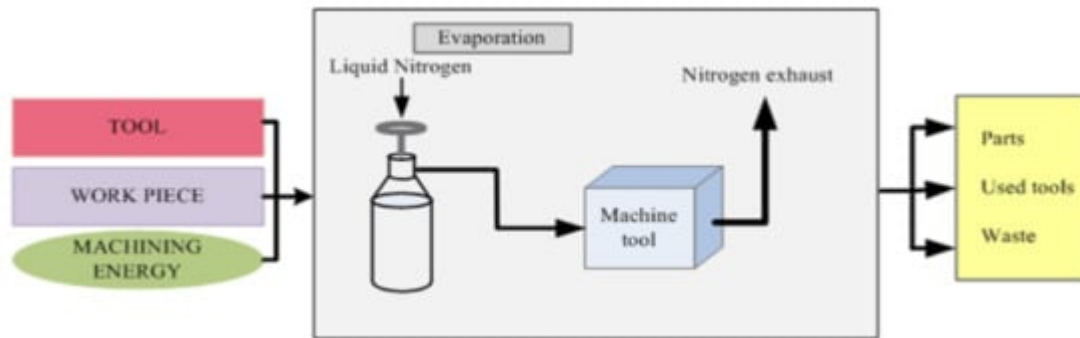 TOOL
WORK PIECE
MACHINING
ENERGY
Evaporation
Liquid Nitrogen
Nitrogen exhaust
Machine
tool
Parts
Used tools
Waste